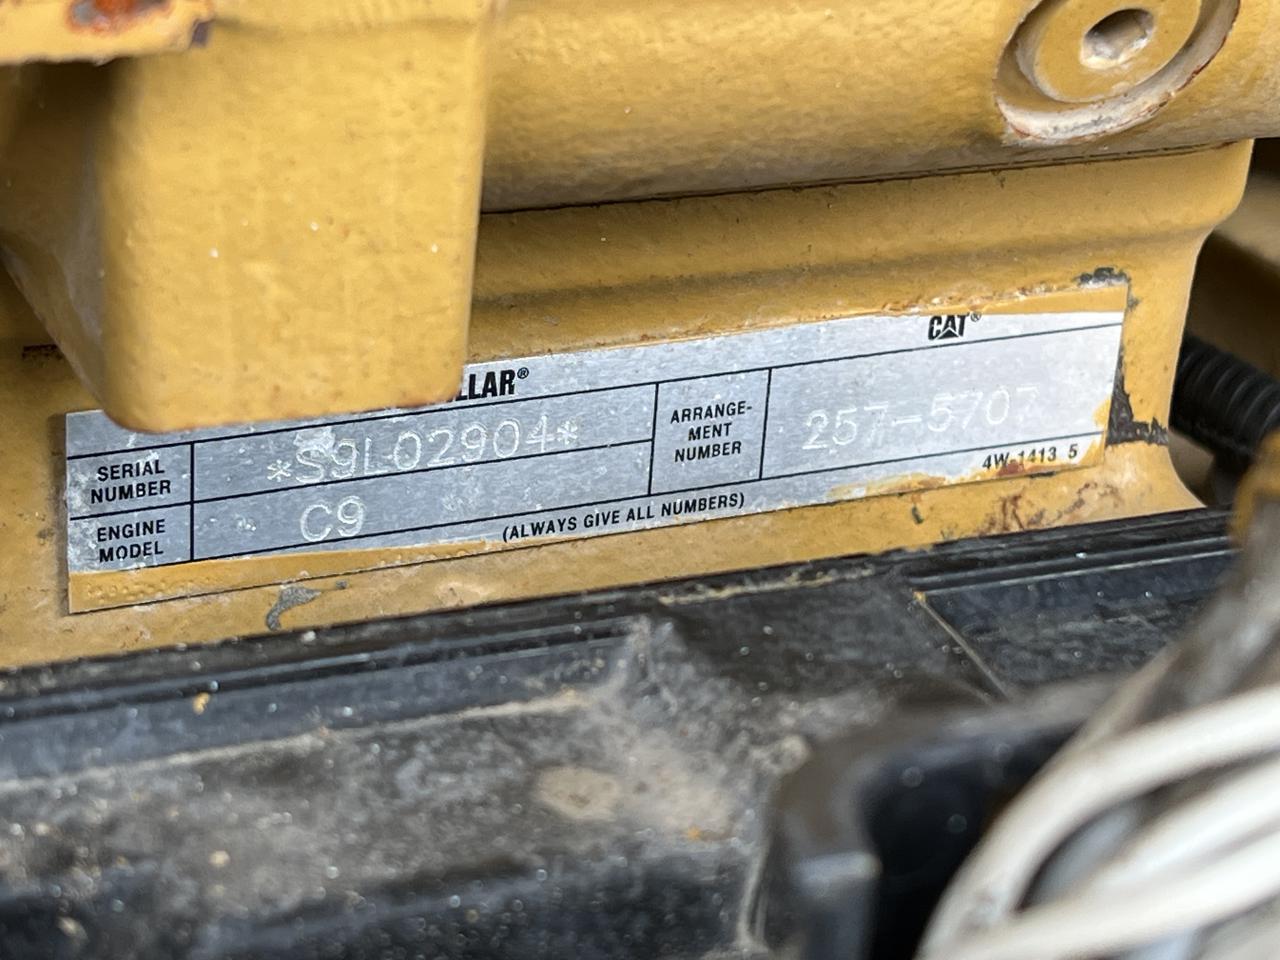 LLAR®
CAT®
SERIAL NUMBER
*S9L02904*
ARRANGE-
MENT
NUMBER
257-5707
ENGINE MODEL
C9
(ALWAYS GIVE ALL NUMBERS)
4W-1413 5